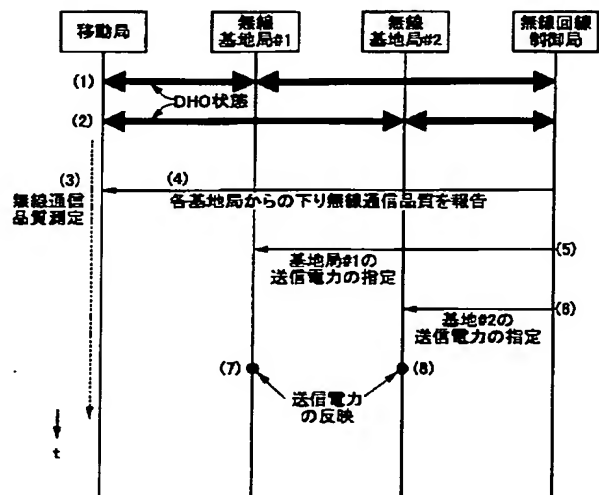 移動局
無線
基地局#1
無線
基地局#2
無線回線
制御局
(1)
DHO状態
(2)
(3)
無線通信
品質測定
(4)
各基地局からの下り無線通信品質を報告
(5)
基地局#1の
送信電力の指定
(6)
基地#2の
送信電力の指定
(7)
(8)
送信電力
の反映
t